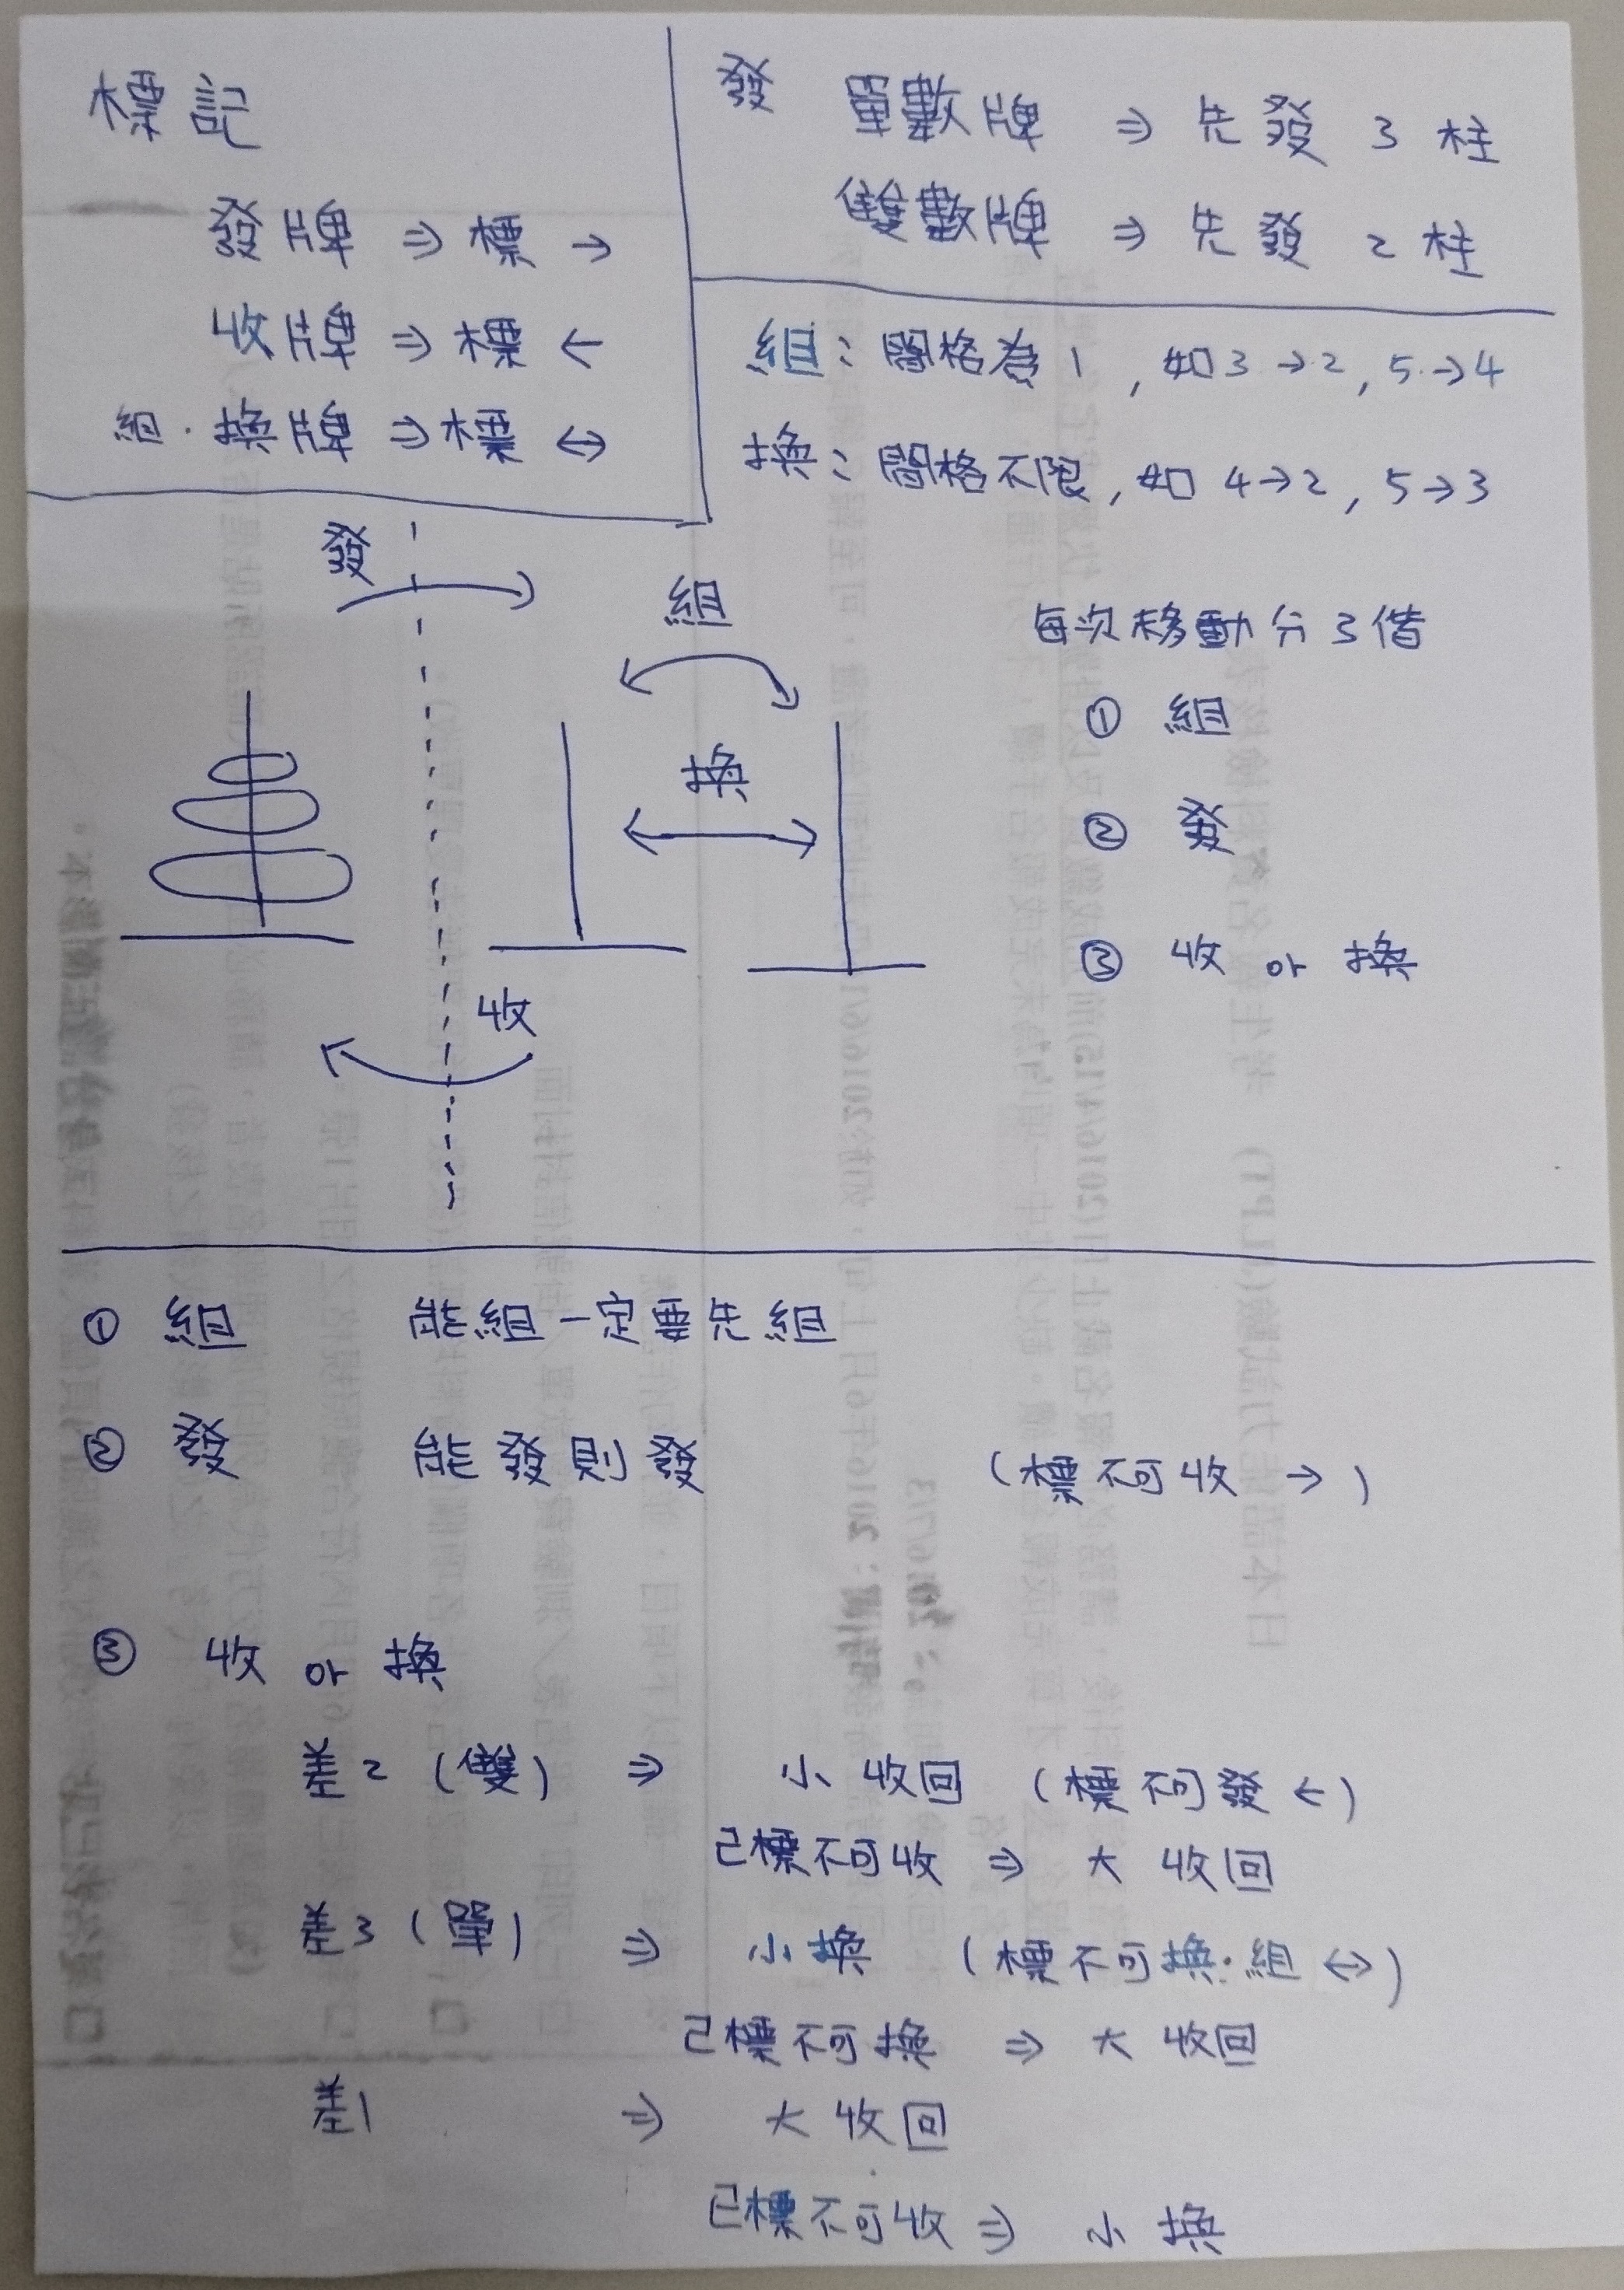 標記
發牌 ⇒ 標 →
收牌 ⇒ 標 ←
組·換牌 ⇒ 標 ↔
發 單數牌 ⇒ 先發 3 柱
雙數牌 ⇒ 先發 2 柱
組：間格為 1，如 3→2, 5→4
換：間格不限，如 4→2, 5→3
發
組
換
收
每次移動分 3 借
① 組
② 發
③ 收 or 換
① 組 能組一定要先組
② 發 能發則發 (標不可收 →)
③ 收 or 換
差2 (雙) ⇒ 小收回 (標不可發 ←)
已標不可收 ⇒ 大收回
差3 (單) ⇒ 小換 (標不可換·組 ↔)
已標不可換 ⇒ 大收回
差1 ⇒ 大收回
已標不可收 ⇒ 小換